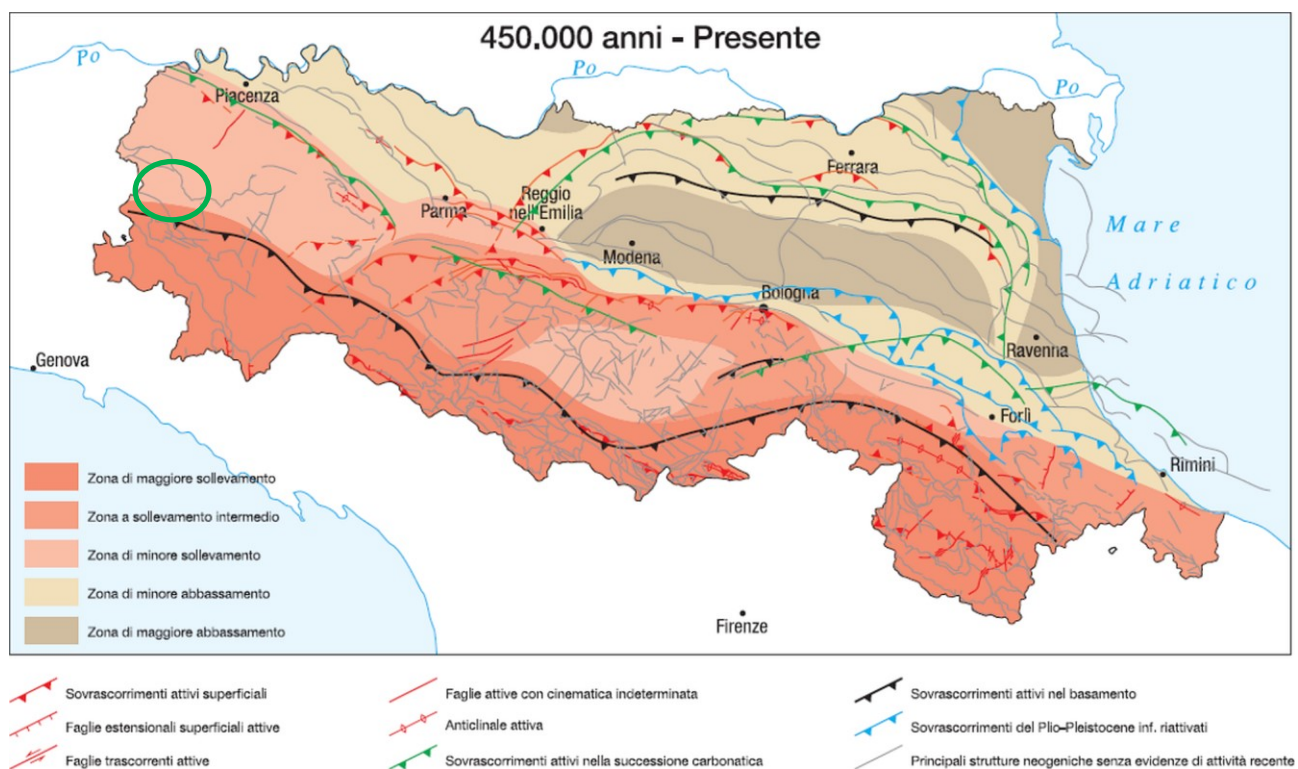 450.000 anni - Presente
Po
Po
Po
Piacenza
Ferrara
Parma
Reggio
nell'Emilia
Modena
Mare
Adriatico
Bologna
Ravenna
Genova
Forlì
Rimini
Firenze
Zona di maggiore sollevamento
Zona a sollevamento intermedio
Zona di minore sollevamento
Zona di minore abbassamento
Zona di maggiore abbassamento
Sovrascorrimenti attivi superficiali
Faglie estensionali superficiali attive
Faglie trascorrenti attive
Faglie attive con cinematica indeterminata
Anticlinale attiva
Sovrascorrimenti attivi nella successione carbonatica
Sovrascorrimenti attivi nel basamento
Sovrascorrimenti del Plio-Pleistocene inf. riattivati
Principali strutture neogeniche senza evidenze di attività recente